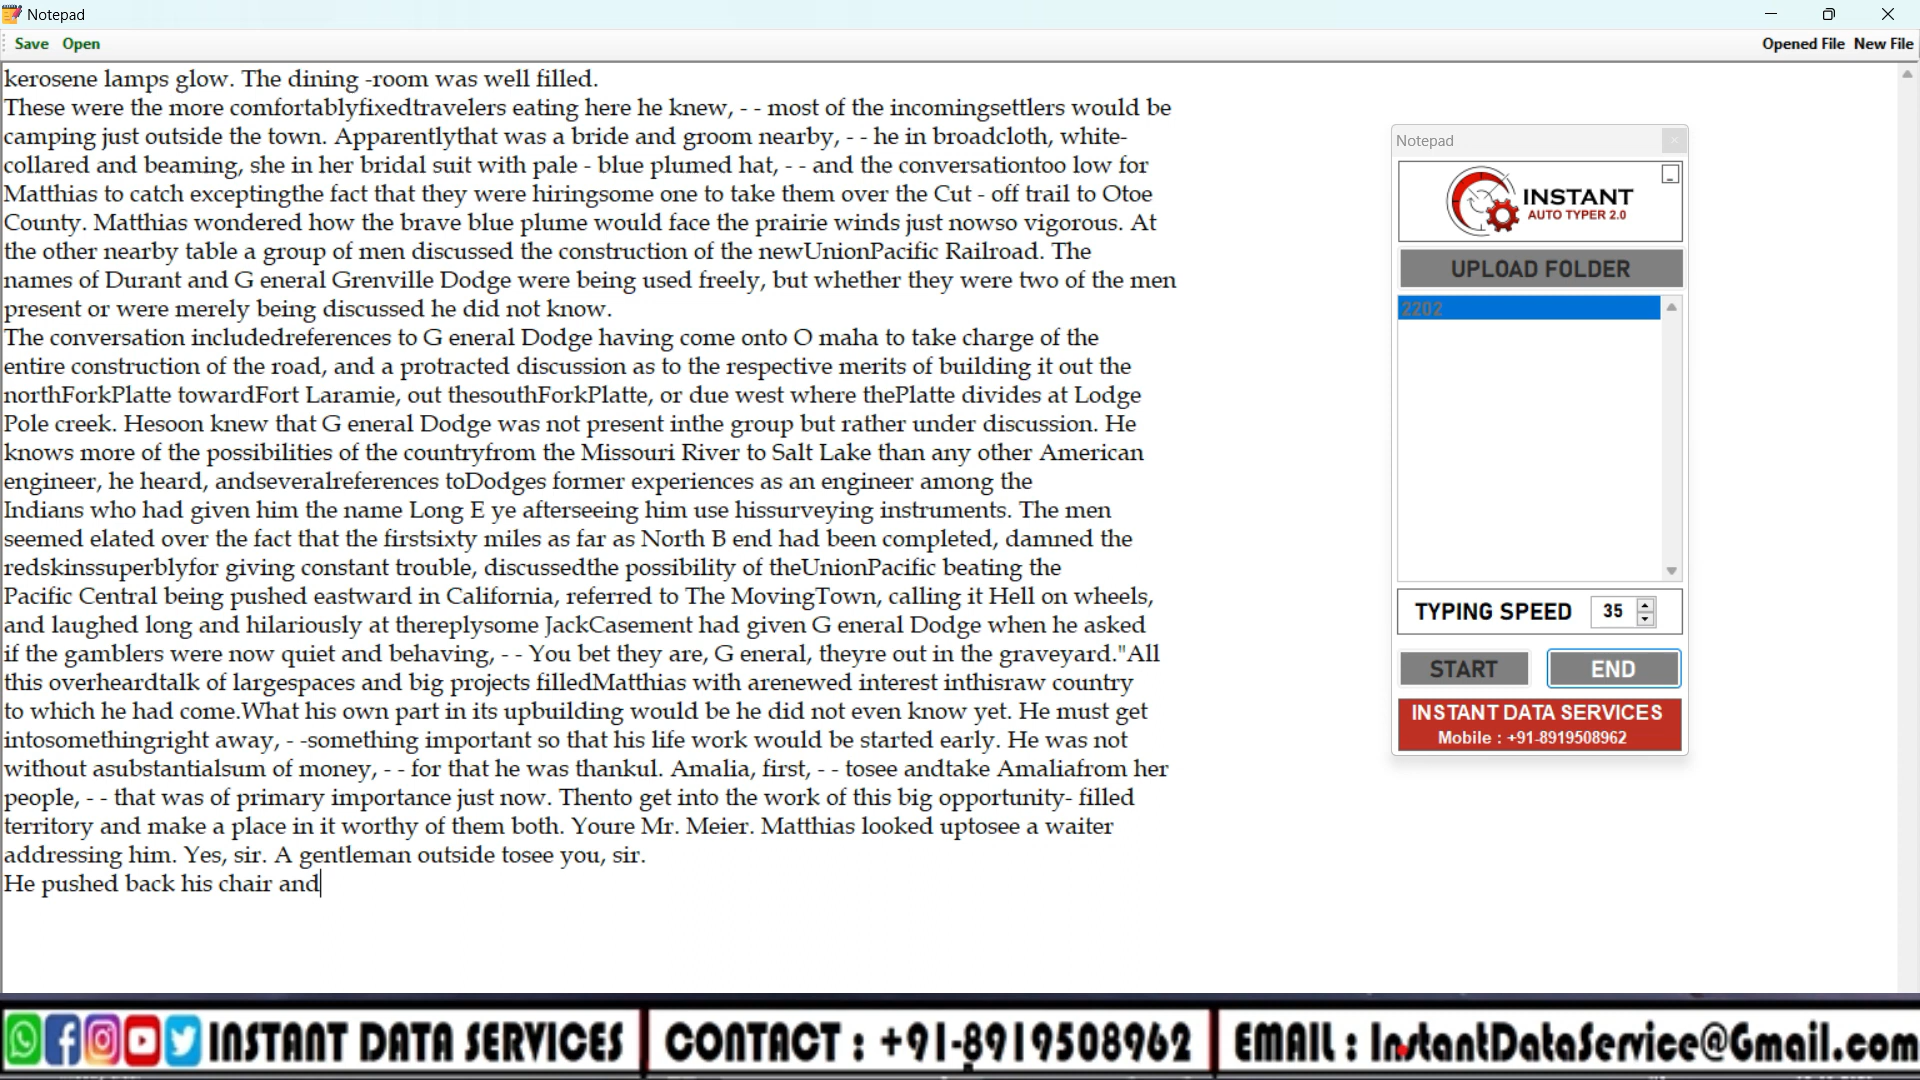 Notepad
Save Open
Opened File New File
kerosene lamps glow. The dining -room was well filled.
These were the more comfortablyfixedtravelers eating here he knew, - - most of the incomingsettlers would be
camping just outside the town. Apparentlythat was a bride and groom nearby, - - he in broadcloth, white-
collared and beaming, she in her bridal suit with pale - blue plumed hat, - - and the conversationtoo low for
Matthias to catch exceptingthe fact that they were hiringsome one to take them over the Cut - off trail to Otoe
County. Matthias wondered how the brave blue plume would face the prairie winds just nowso vigorous. At
the other nearby table a group of men discussed the construction of the newUnionPacific Railroad. The
names of Durant and G eneral Grenville Dodge were being used freely, but whether they were two of the men
present or were merely being discussed he did not know.
The conversation includedreferences to G eneral Dodge having come onto O maha to take charge of the
entire construction of the road, and a protracted discussion as to the respective merits of building it out the
northForkPlatte towardFort Laramie, out thesouthForkPlatte, or due west where thePlatte divides at Lodge
Pole creek. Hesoon knew that G eneral Dodge was not present inthe group but rather under discussion. He
knows more of the possibilities of the countryfrom the Missouri River to Salt Lake than any other American
engineer, he heard, andseveralreferences toDodges former experiences as an engineer among the
Indians who had given him the name Long E ye afterseeing him use hissurveying instruments. The men
seemed elated over the fact that the firstsixty miles as far as North B end had been completed, damned the
redskinssuperblyfor giving constant trouble, discussedthe possibility of theUnionPacific beating the
Pacific Central being pushed eastward in California, referred to The MovingTown, calling it Hell on wheels,
and laughed long and hilariously at thereplysome JackCasement had given G eneral Dodge when he asked
if the gamblers were now quiet and behaving, - - You bet they are, G eneral, theyre out in the graveyard."All
this overheardtalk of largespaces and big projects filledMatthias with arenewed interest inthisraw country
to which he had come.What his own part in its upbuilding would be he did not even know yet. He must get
intosomethingright away, - -something important so that his life work would be started early. He was not
without asubstantialsum of money, - - for that he was thankul. Amalia, first, - - tosee andtake Amaliafrom her
people, - - that was of primary importance just now. Thento get into the work of this big opportunity- filled
territory and make a place in it worthy of them both. Youre Mr. Meier. Matthias looked uptosee a waiter
addressing him. Yes, sir. A gentleman outside tosee you, sir.
He pushed back his chair and
Notepad
INSTANT
AUTO TYPER 2.0
UPLOAD FOLDER
2202
TYPING SPEED 35
START END
INSTANT DATA SERVICES
Mobile : +91-8919508962
INSTANT DATA SERVICES CONTACT : +91-8919508962 EMAIL : InstantDataService@Gmail.com